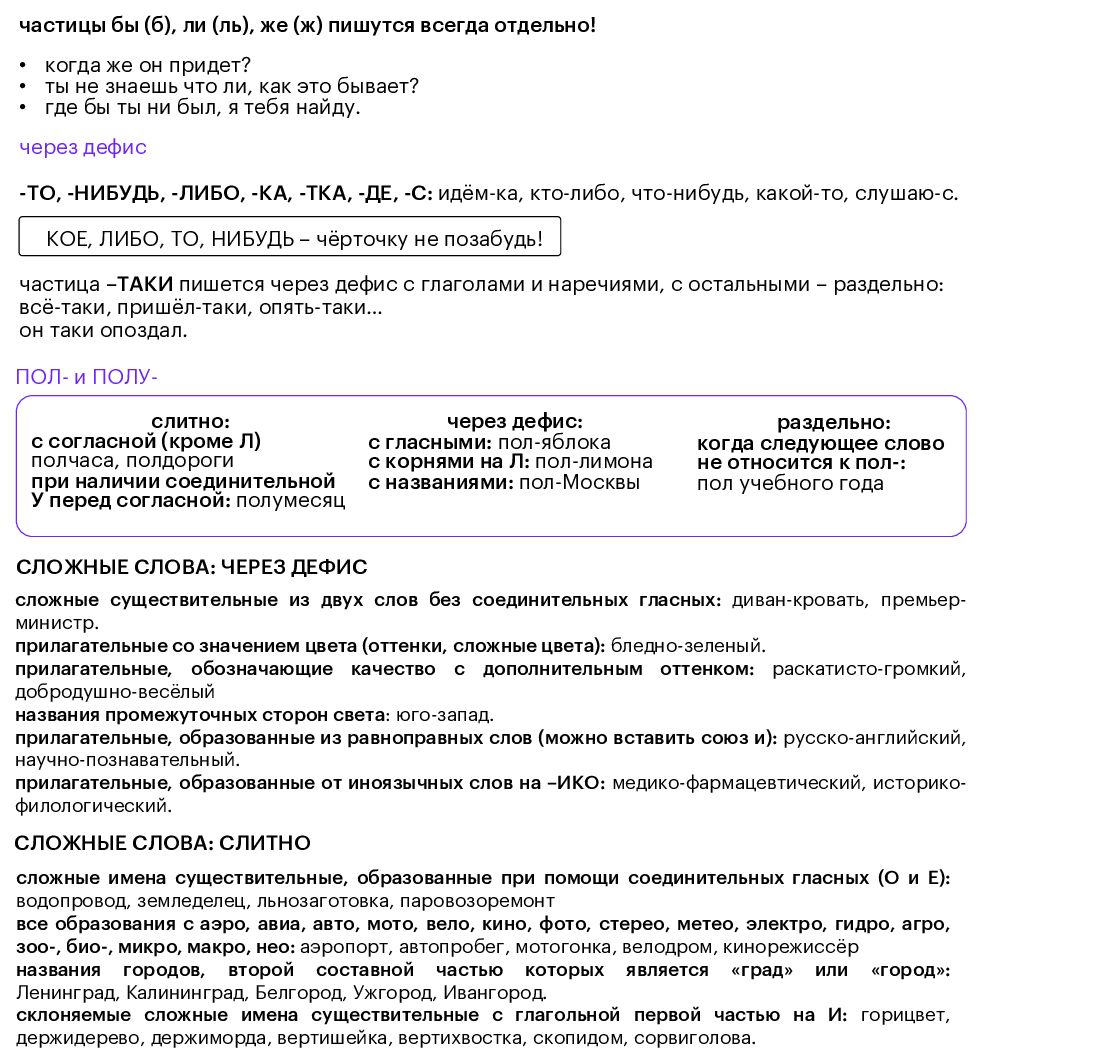 частицы бы (б), ли (ль), же (ж) пишутся всегда отдельно!
• когда же он придет?
• ты не знаешь что ли, как это бывает?
• где бы ты ни был, я тебя найду.
через дефис
-ТО, -НИБУДЬ, -ЛИБО, -КА, -ТКА, -ДЕ, -С: идём-ка, кто-либо, что-нибудь, какой-то, слушаю-с.
КОЕ, ЛИБО, ТО, НИБУДЬ – чёрточку не позабудь!
частица –ТАКИ пишется через дефис с глаголами и наречиями, с остальными – раздельно:
всё-таки, пришёл-таки, опять-таки...
он таки опоздал.
ПОЛ- и ПОЛУ-
слитно:
с согласной (кроме Л)
полчаса, полдороги
при наличии соединительной
У перед согласной: полумесяц
через дефис:
с гласными: пол-яблока
с корнями на Л: пол-лимона
с названиями: пол-Москвы
раздельно:
когда следующее слово
не относится к пол-:
пол учебного года
СЛОЖНЫЕ СЛОВА: ЧЕРЕЗ ДЕФИС
сложные существительные из двух слов без соединительных гласных: диван-кровать, премьер-
министр.
прилагательные со значением цвета (оттенки, сложные цвета): бледно-зеленый.
прилагательные, обозначающие качество с дополнительным оттенком: раскатисто-громкий,
добродушно-весёлый
названия промежуточных сторон света: юго-запад.
прилагательные, образованные из равноправных слов (можно вставить союз и): русско-английский,
научно-познавательный.
прилагательные, образованные от иноязычных слов на –ИКО: медико-фармацевтический, историко-
филологический.
СЛОЖНЫЕ СЛОВА: СЛИТНО
сложные имена существительные, образованные при помощи соединительных гласных (О и Е):
водопровод, земледелец, льнозаготовка, паровозоремонт
все образования с аэро, авиа, авто, мото, вело, кино, фото, стерео, метео, электро, гидро, агро,
зоо-, био-, микро, макро, нео: аэропорт, автопробег, мотогонка, велодром, кинорежиссёр
названия городов, второй составной частью которых является «град» или «город»:
Ленинград, Калининград, Белгород, Ужгород, Ивангород.
склоняемые сложные имена существительные с глагольной первой частью на И: горицвет,
держидерево, держиморда, вертишейка, вертихвостка, скопидом, сорвиголова.